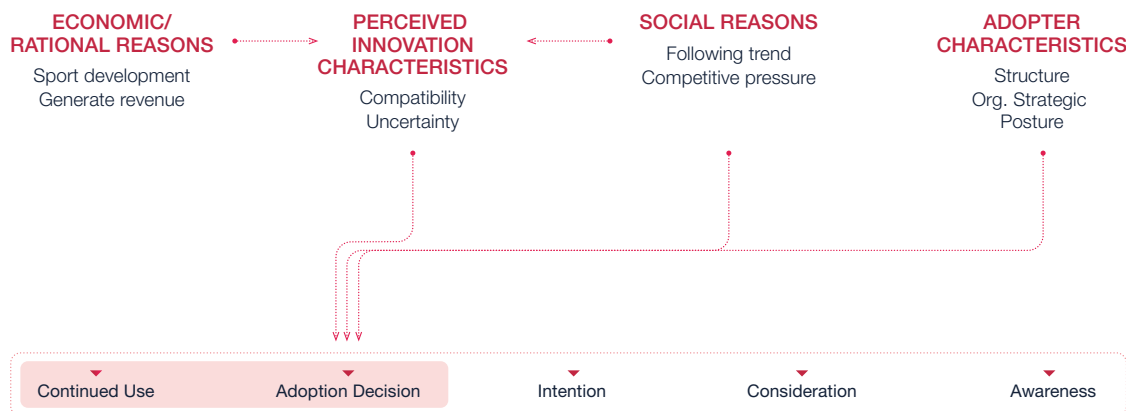 ECONOMIC/
RATIONAL REASONS
Sport development
Generate revenue
PERCEIVED
INNOVATION
CHARACTERISTICS
Compatibility
Uncertainty
SOCIAL REASONS
Following trend
Competitive pressure
ADOPTER
CHARACTERISTICS
Structure
Org. Strategic
Posture
Continued Use
Adoption Decision
Intention
Consideration
Awareness